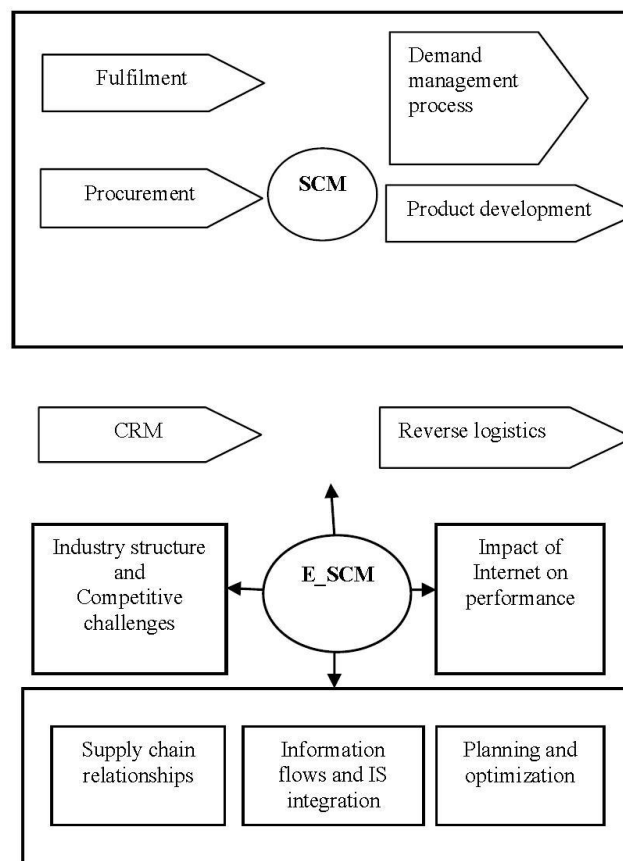 Fulfilment
Demand
management
process
SCM
Procurement
Product development
CRM
Reverse logistics
Industry structure
and
Competitive
challenges
E_SCM
Impact of
Internet on
performance
Supply chain
relationships
Information
flows and IS
integration
Planning and
optimization